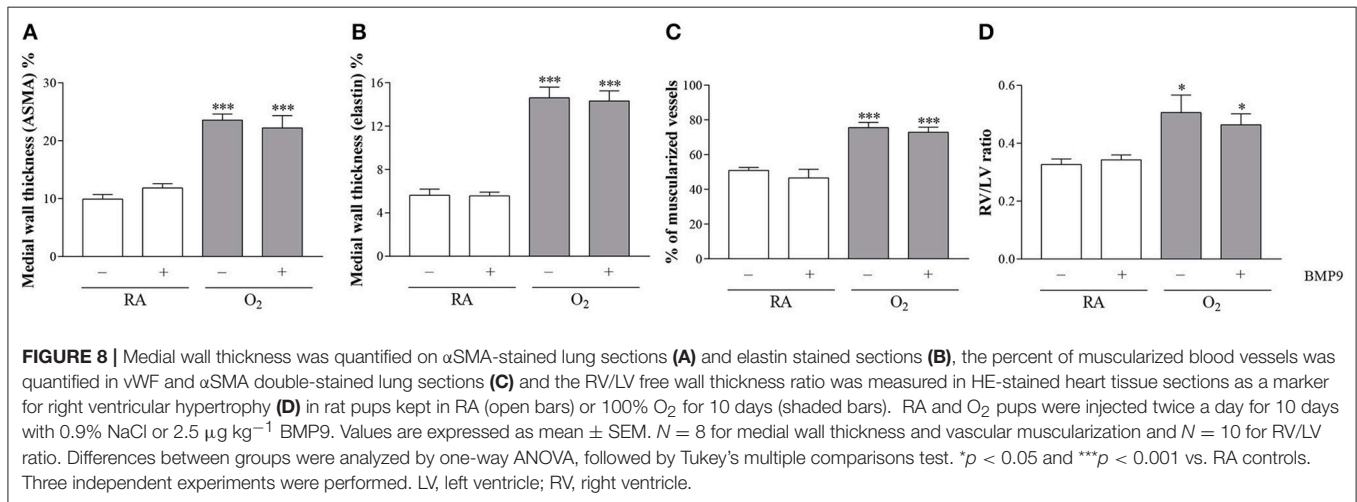 A
B
C
D
Medial wall thickness (ASMA) %
30
20
10
0
***
***
− + − +
RA O₂
Medial wall thickness (elastin) %
16
12
8
4
0
***
***
− + − +
RA O₂
% of muscularized vessels
100
80
60
40
20
0
***
***
− + − +
RA O₂
RV/LV ratio
0.6
0.4
0.2
0.0
*
*
− + − +
BMP9
RA O₂
FIGURE 8 | Medial wall thickness was quantified on αSMA-stained lung sections (A) and elastin stained sections (B), the percent of muscularized blood vessels was
quantified in vWF and αSMA double-stained lung sections (C) and the RV/LV free wall thickness ratio was measured in HE-stained heart tissue sections as a marker
for right ventricular hypertrophy (D) in rat pups kept in RA (open bars) or 100% O₂ for 10 days (shaded bars). RA and O₂ pups were injected twice a day for 10 days
with 0.9% NaCl or 2.5 μg kg⁻¹ BMP9. Values are expressed as mean ± SEM. N = 8 for medial wall thickness and vascular muscularization and N = 10 for RV/LV
ratio. Differences between groups were analyzed by one-way ANOVA, followed by Tukey's multiple comparisons test. *p < 0.05 and ***p < 0.001 vs. RA controls.
Three independent experiments were performed. LV, left ventricle; RV, right ventricle.